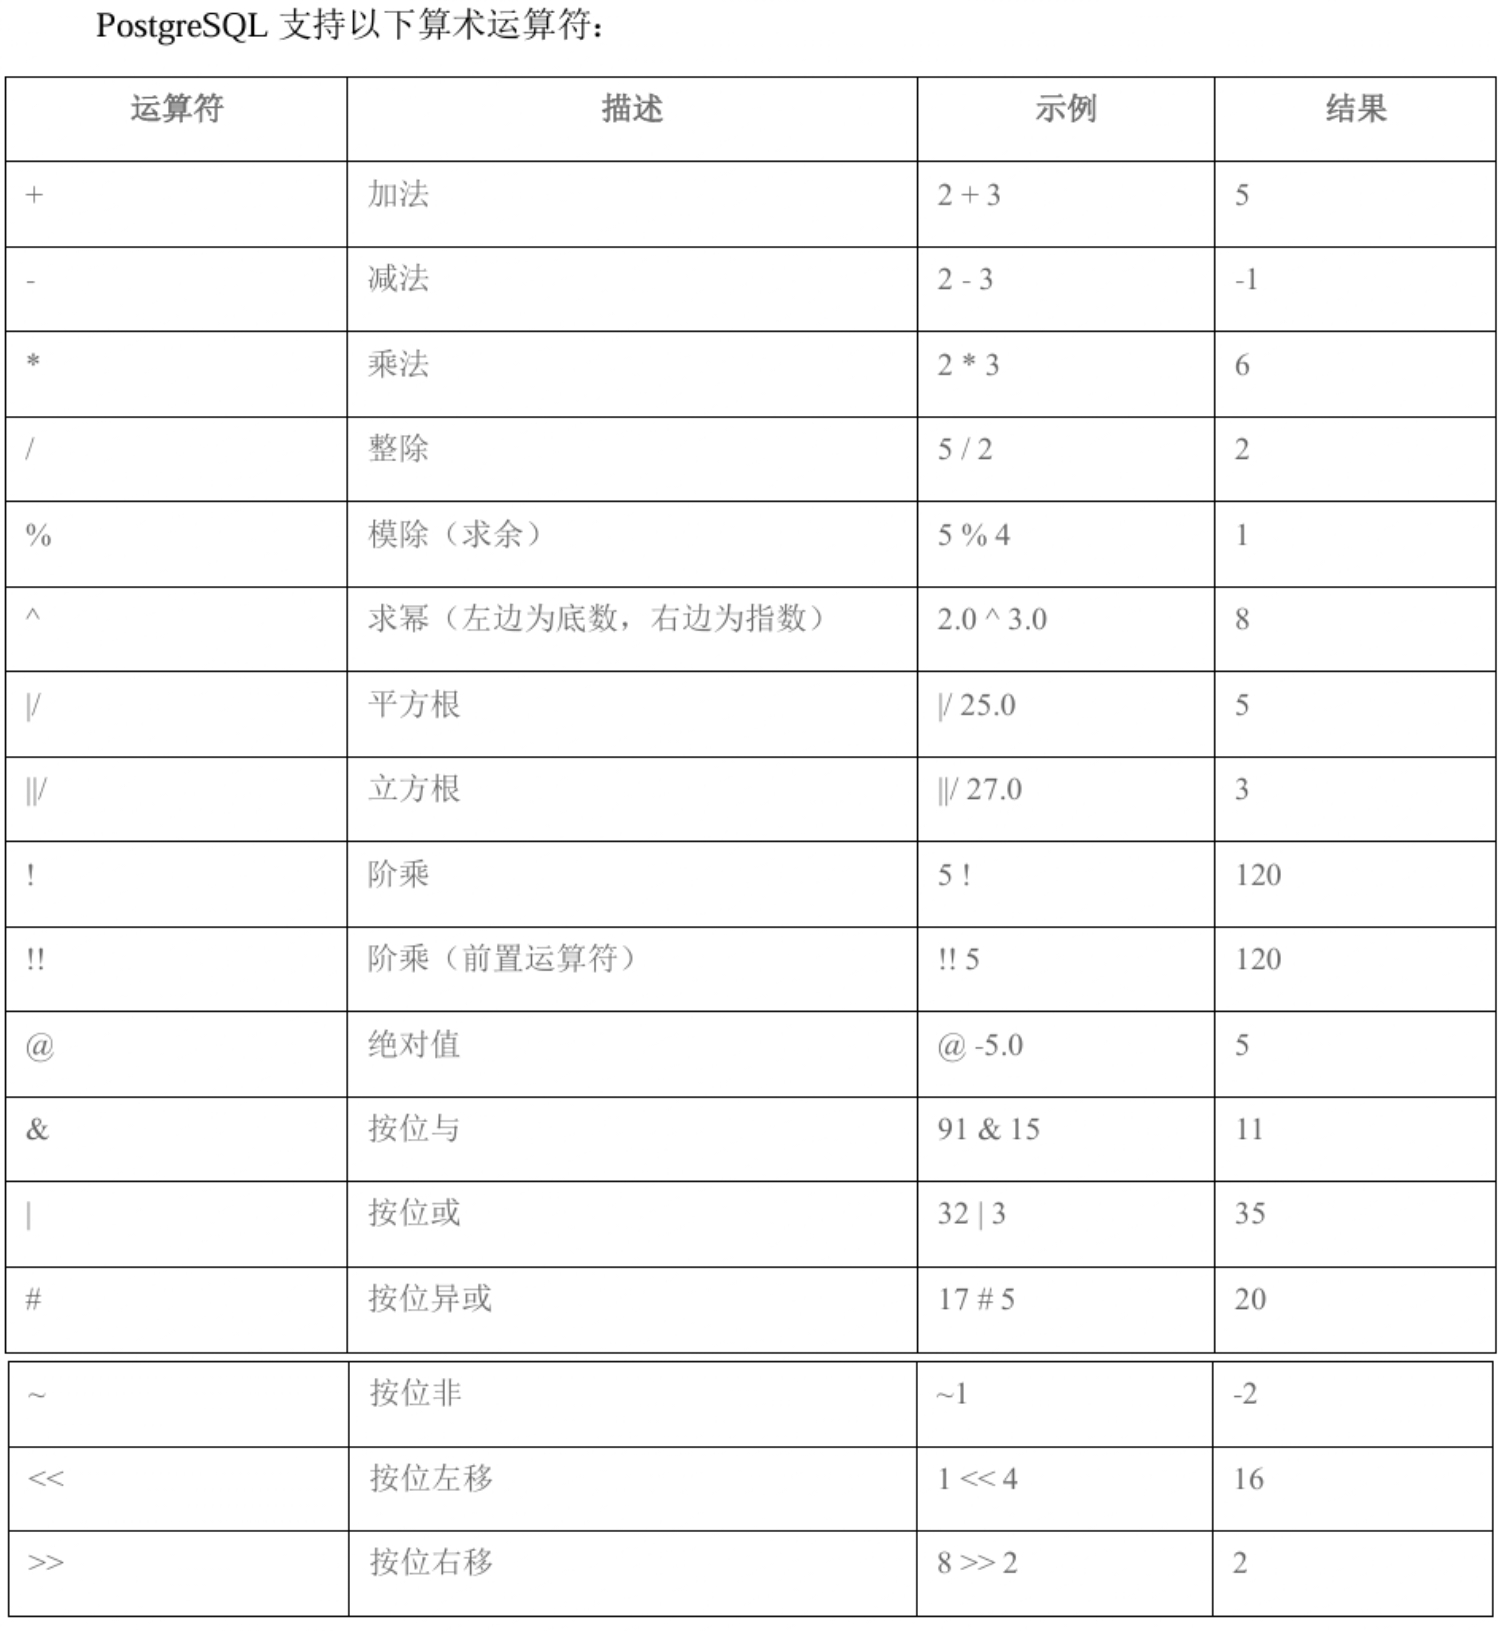 PostgreSQL 支持以下算术运算符：
运算符 描述 示例 结果
+ 加法 2 + 3 5
- 减法 2 - 3 -1
* 乘法 2 * 3 6
/ 整除 5 / 2 2
% 模除（求余） 5 % 4 1
^ 求幂（左边为底数，右边为指数） 2.0 ^ 3.0 8
|/ 平方根 |/ 25.0 5
||/ 立方根 ||/ 27.0 3
! 阶乘 5 ! 120
!! 阶乘（前置运算符） !! 5 120
@ 绝对值 @ -5.0 5
& 按位与 91 & 15 11
| 按位或 32 | 3 35
# 按位异或 17 # 5 20
~ 按位非 ~1 -2
<< 按位左移 1 << 4 16
>> 按位右移 8 >> 2 2